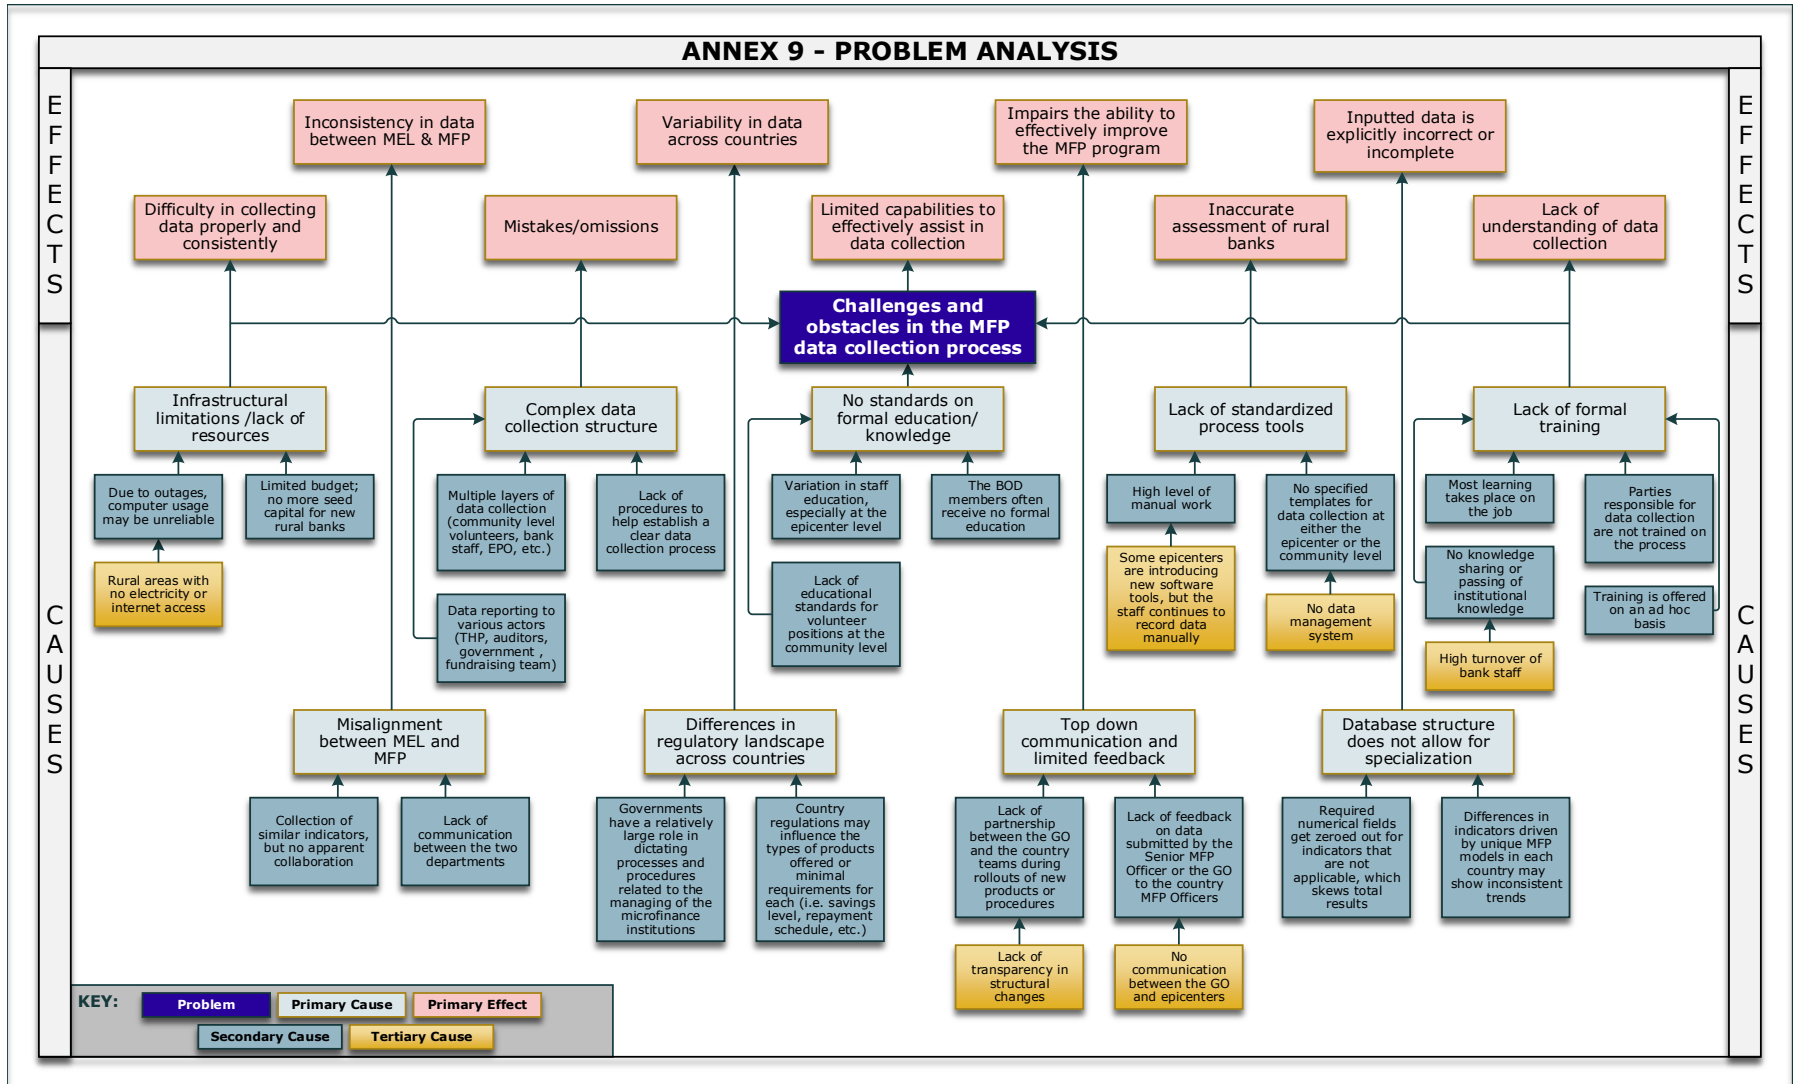 ANNEX 9 - PROBLEM ANALYSIS
E
F
F
E
C
T
S
E
F
F
E
C
T
S
Inconsistency in data
between MEL & MFP
Variability in data
across countries
Impairs the ability to
effectively improve
the MFP program
Inputted data is
explicitly incorrect or
incomplete
Difficulty in collecting
data properly and
consistently
Mistakes/omissions
Limited capabilities to
effectively assist in
data collection
Inaccurate
assessment of rural
banks
Lack of
understanding of data
collection
Challenges and
obstacles in the MFP
data collection process
C
A
U
S
E
S
C
A
U
S
E
S
Infrastructural
limitations /lack of
resources
Complex data
collection structure
No standards on
formal education/
knowledge
Lack of standardized
process tools
Lack of formal
training
Due to outages,
computer usage
may be unreliable
Limited budget;
no more seed
capital for new
rural banks
Rural areas with
no electricity or
internet access
Multiple layers of
data collection
(community level
volunteers, bank
staff, EPO, etc.)
Lack of
procedures to
help establish a
clear data
collection process
Data reporting to
various actors
(THP, auditors,
government ,
fundraising team)
Variation in staff
education,
especially at the
epicenter level
The BOD
members often
receive no formal
education
Lack of
educational
standards for
volunteer
positions at the
community level
High level of
manual work
No specified
templates for
data collection at
either the
epicenter or the
community level
Some epicenters
are introducing
new software
tools, but the
staff continues to
record data
manually
No data
management
system
Most learning
takes place on
the job
Parties
responsible for
data collection
are not trained on
the process
No knowledge
sharing or
passing of
institutional
knowledge
Training is offered
on an ad hoc
basis
High turnover of
bank staff
Misalignment
between MEL and
MFP
Differences in
regulatory landscape
across countries
Top down
communication and
limited feedback
Database structure
does not allow for
specialization
Collection of
similar indicators,
but no apparent
collaboration
Lack of
communication
between the two
departments
Governments
have a relatively
large role in
dictating
processes and
procedures
related to the
managing of the
microfinance
institutions
Country
regulations may
influence the
types of products
offered or
minimal
requirements for
each (i.e. savings
level, repayment
schedule, etc.)
Lack of
partnership
between the GO
and the country
teams during
rollouts of new
products or
procedures
Lack of feedback
on data
submitted by the
Senior MFP
Officer or the GO
to the country
MFP Officers
Required
numerical fields
get zeroed out for
indicators that
are not
applicable, which
skews total
results
Differences in
indicators driven
by unique MFP
models in each
country may
show inconsistent
trends
Lack of
transparency in
structural
changes
No
communication
between the GO
and epicenters
KEY:
Problem
Primary Cause
Primary Effect
Secondary Cause
Tertiary Cause